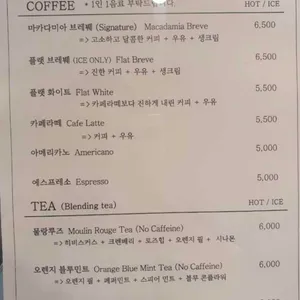 COFFEE * 1인 1음료 부탁드립니다. HOT / ICE
마카다미아 브레붸 (Signature) Macadamia Breve 6,500
=> 고소하고 달콤한 커피 + 우유 + 생크림
플랫 브레붸 (ICE ONLY) Flat Breve 6,500
=> 진한 커피 + 우유 + 생크림
플랫 화이트 Flat White 5,500
=> 카페라떼보다 진하게 내린 커피 + 우유
카페라떼 Cafe Latte 5,500
=> 커피 + 우유
아메리카노 Americano 5,000
에스프레소 Espresso 5,000
TEA (Blending tea) HOT / ICE
물랑루즈 Moulin Rouge Tea (No Caffeine) 6,000
=> 히비스커스 + 크랜베리 + 로즈힙 + 오렌지 필 + 시나몬
오렌지 블루민트 Orange Blue Mint Tea (No Caffeine) 6,000
=> 오렌지 필 + 페퍼민트 + 스피어 민트 + 블루 콘플라워